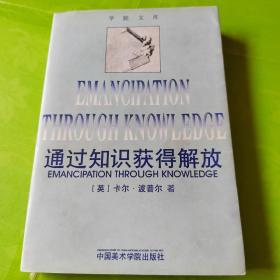 学院文库
EMANCIPATION
THROUGH KNOWLEDGE
通过知识获得解放
EMANCIPATION THROUGH KNOWLEDGE
〔英〕卡尔·波普尔 著
中国美术学院出版社